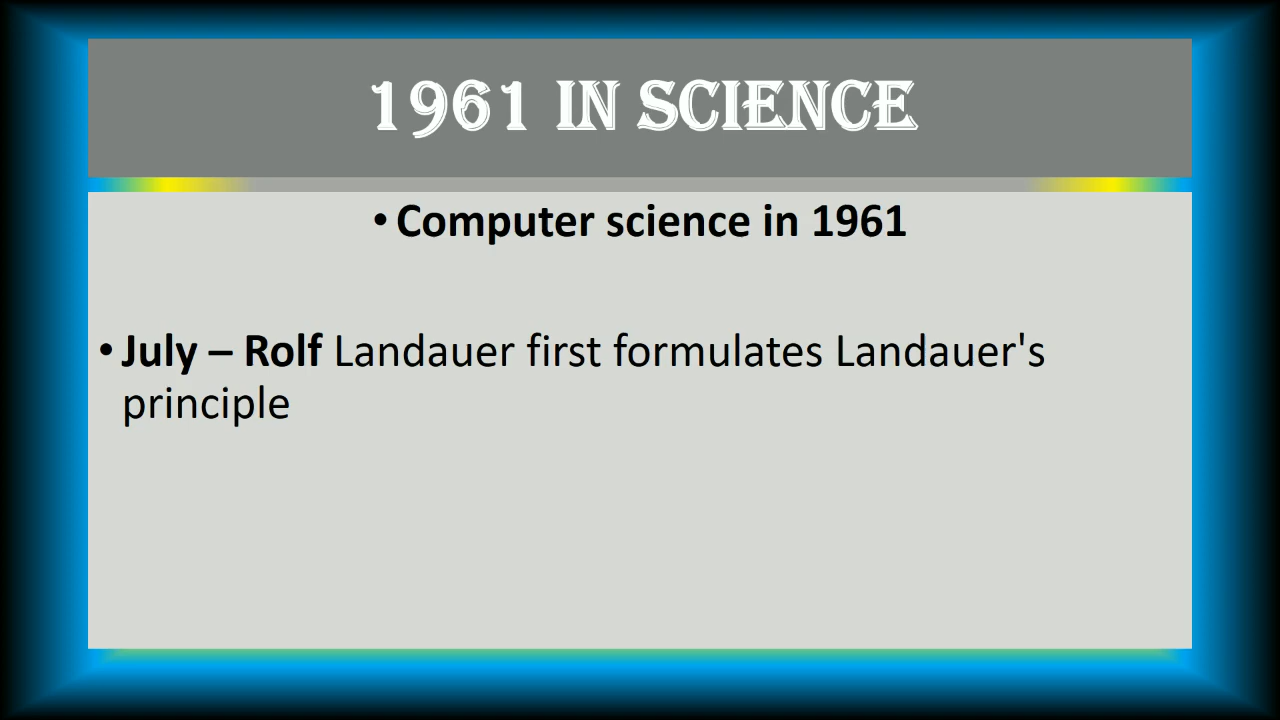 1961 IN SCIENCE
• Computer science in 1961
• July – Rolf Landauer first formulates Landauer's
principle